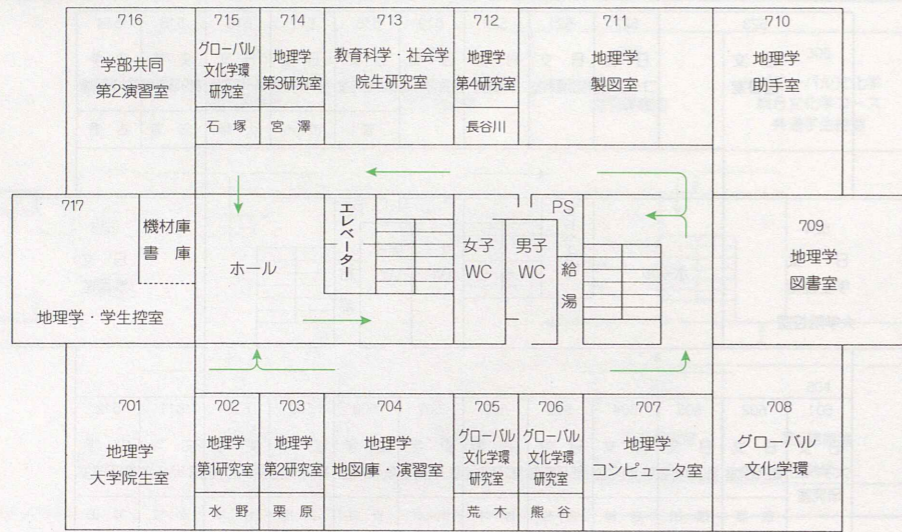 716
学部共同
第2演習室
715
グローバル
文化学環
研究室
石塚
714
地理学
第3研究室
宮澤
713
教育科学・社会学
院生研究室
712
地理学
第4研究室
長谷川
711
地理学
製図室
710
地理学
助手室
717
機材庫
書庫
地理学・学生控室
ホール
エレベーター
女子
WC
男子
WC
PS
給湯
709
地理学
図書室
701
地理学
大学院生室
702
地理学
第1研究室
水野
703
地理学
第2研究室
栗原
704
地理学
地図庫・演習室
705
グローバル
文化学環
研究室
荒木
706
グローバル
文化学環
研究室
熊谷
707
地理学
コンピュータ室
708
グローバル
文化学環